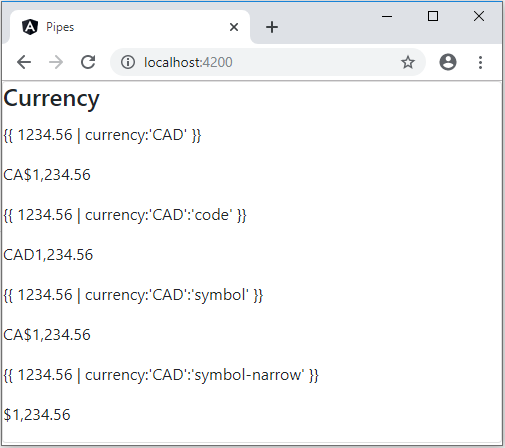 Pipes
localhost:4200
Currency
{{ 1234.56 | currency:'CAD' }}
CA$1,234.56
{{ 1234.56 | currency:'CAD':'code' }}
CAD1,234.56
{{ 1234.56 | currency:'CAD':'symbol' }}
CA$1,234.56
{{ 1234.56 | currency:'CAD':'symbol-narrow' }}
$1,234.56